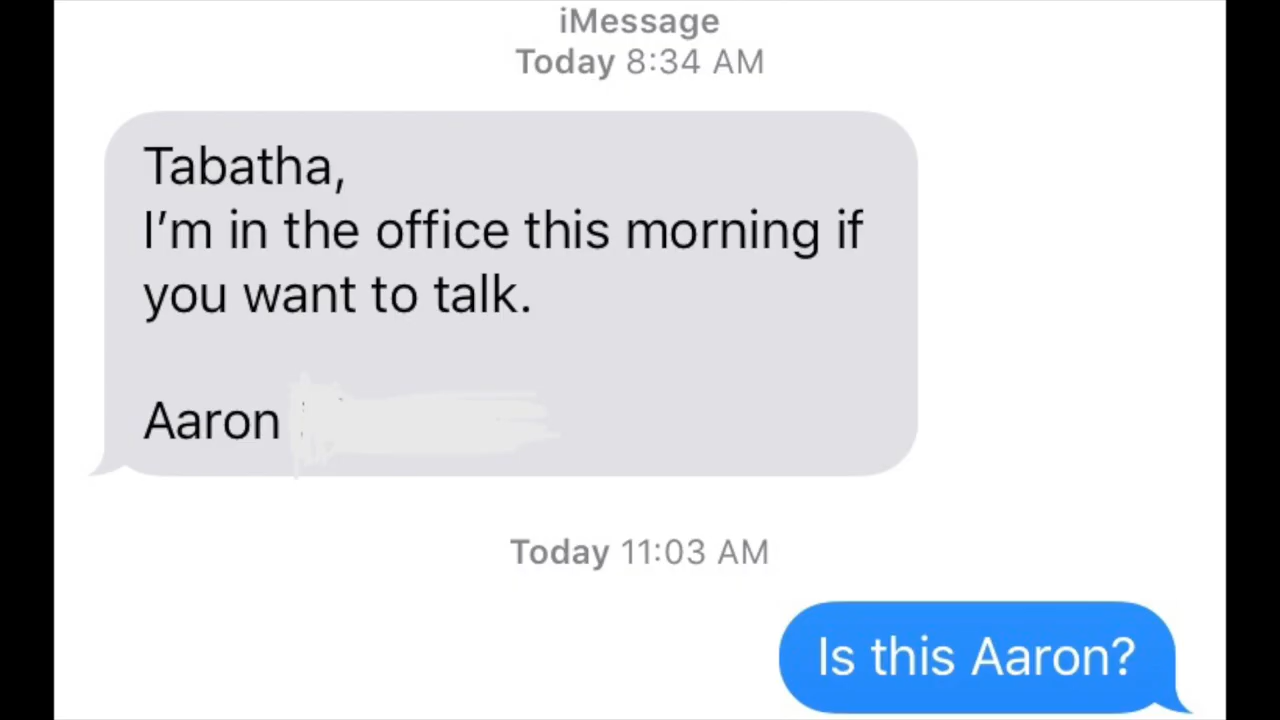 iMessage
Today 8:34 AM
Tabatha,
I’m in the office this morning if
you want to talk.
Aaron
Today 11:03 AM
Is this Aaron?